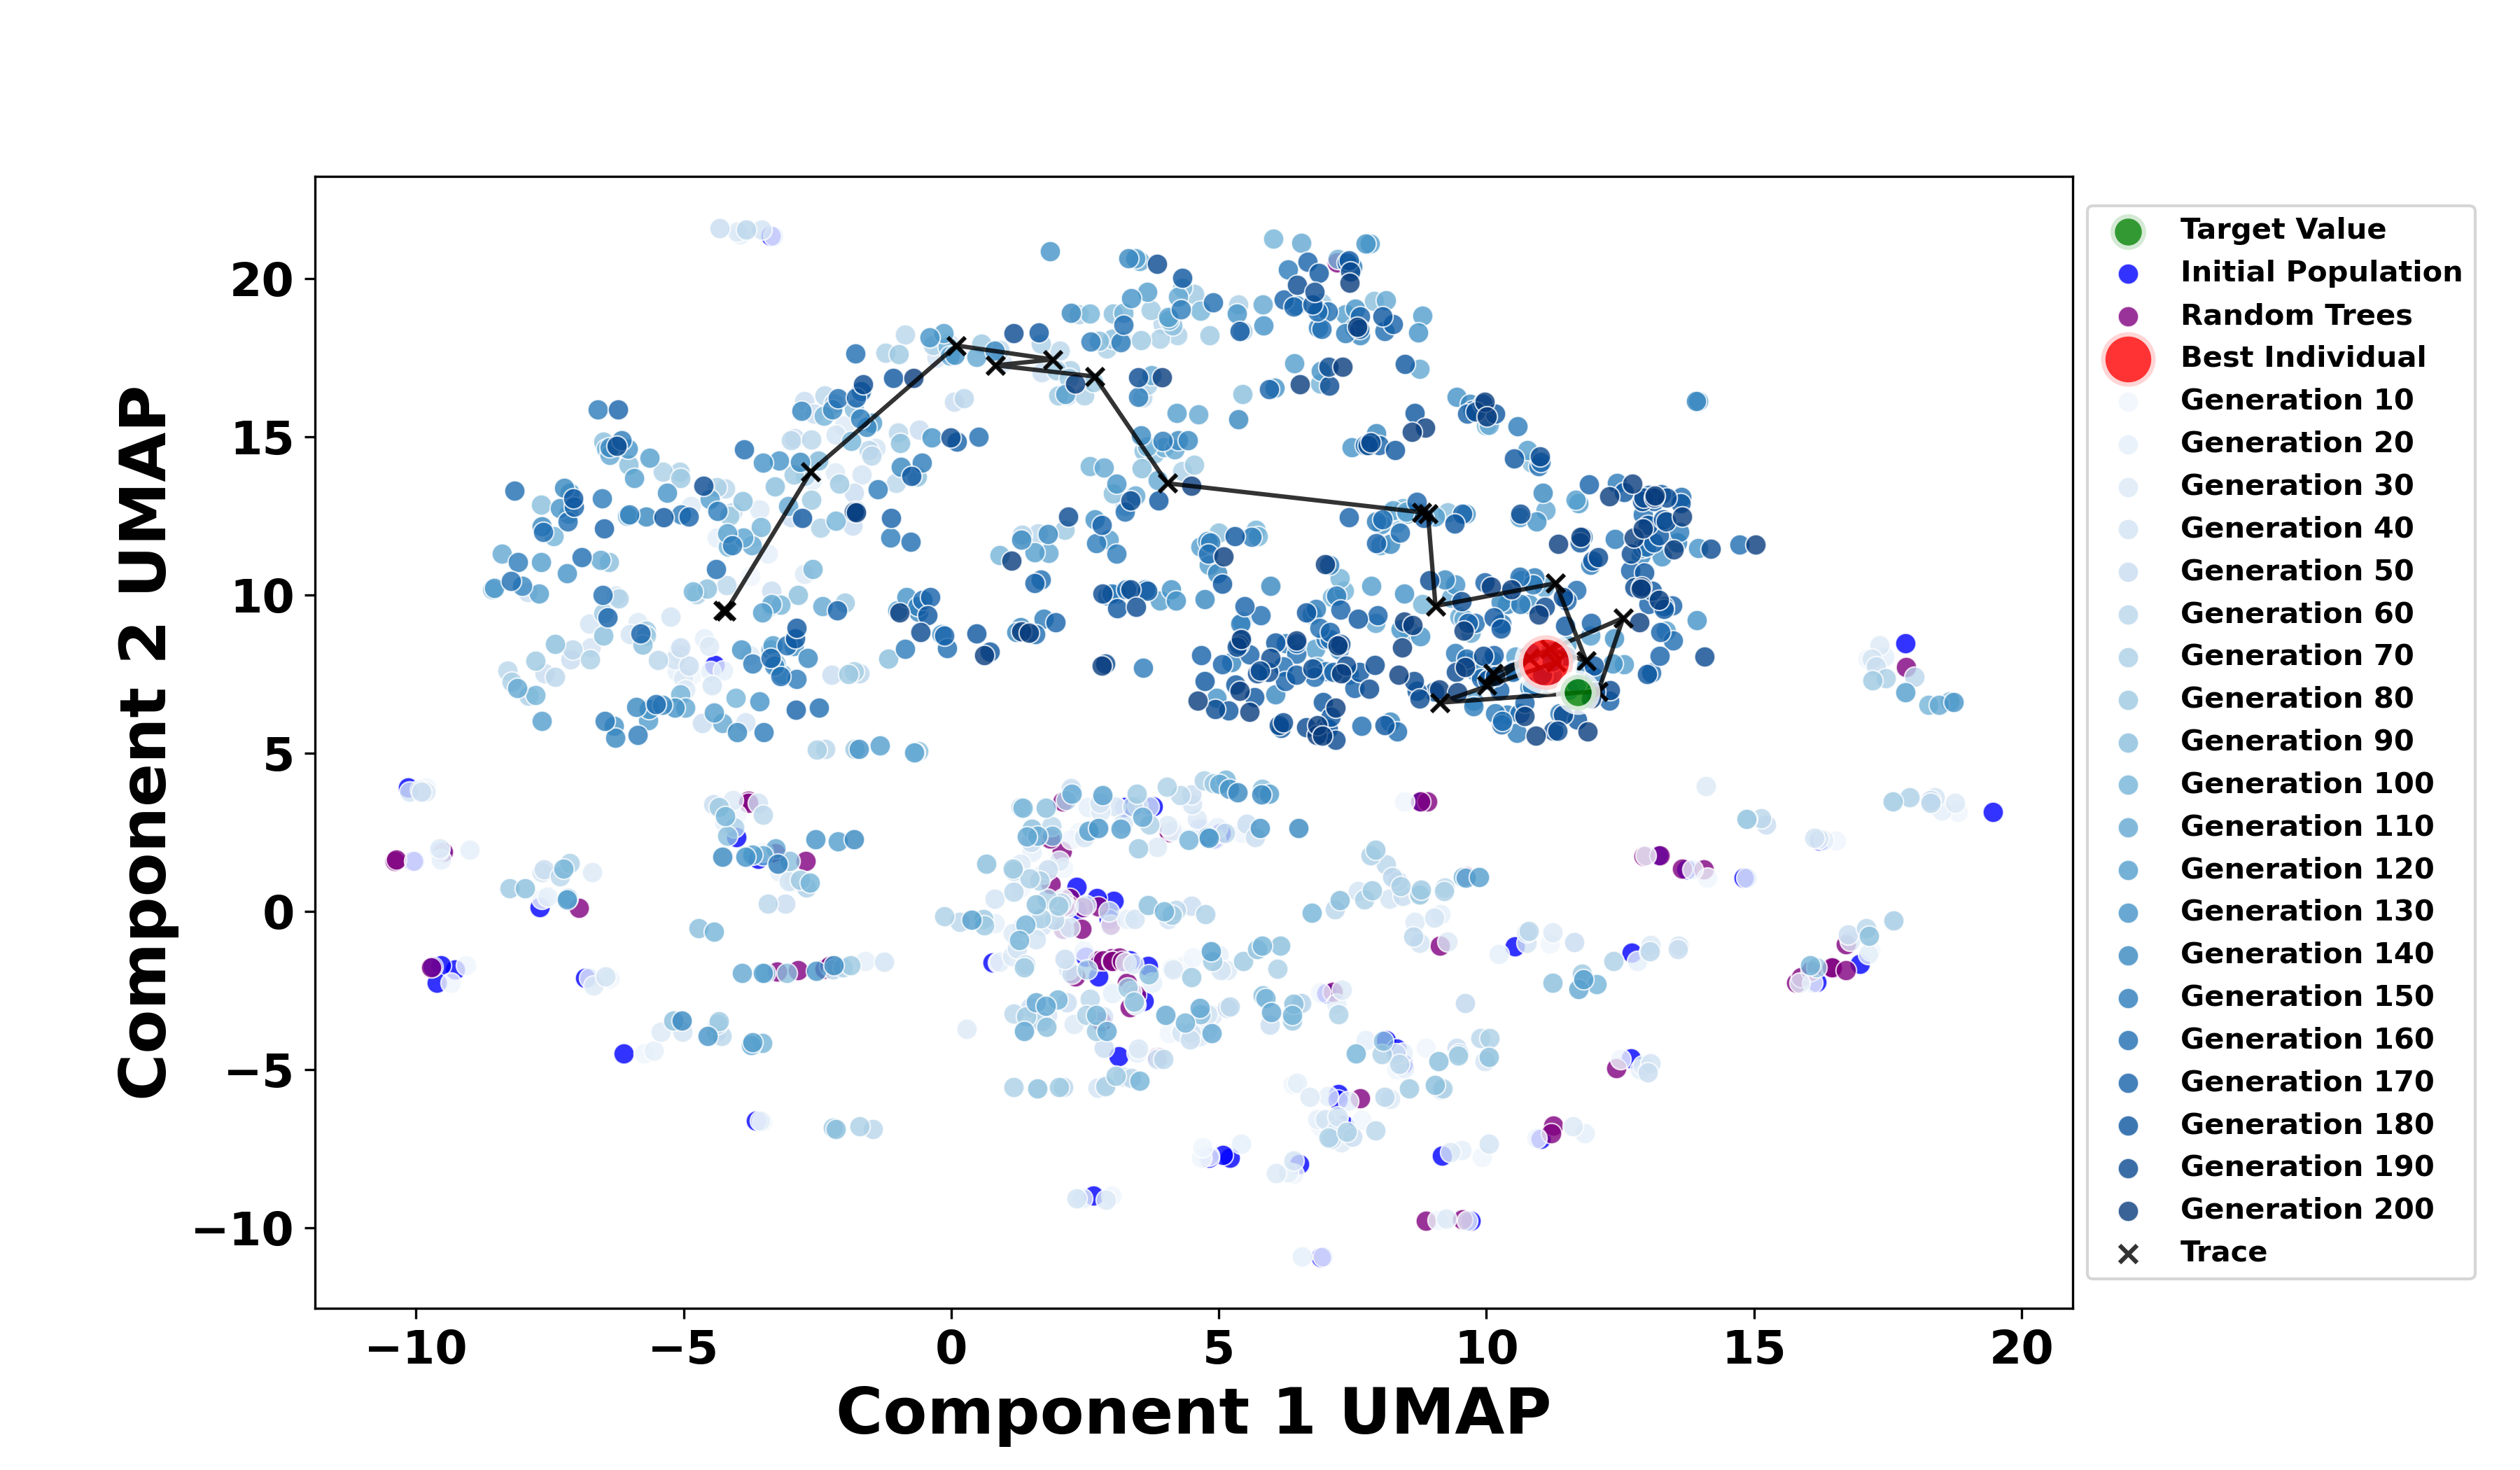 Component 2 UMAP
20
15
10
5
0
−5
−10
−10
−5
0
5
10
15
20
Component 1 UMAP
Target Value
Initial Population
Random Trees
Best Individual
Generation 10
Generation 20
Generation 30
Generation 40
Generation 50
Generation 60
Generation 70
Generation 80
Generation 90
Generation 100
Generation 110
Generation 120
Generation 130
Generation 140
Generation 150
Generation 160
Generation 170
Generation 180
Generation 190
Generation 200
Trace